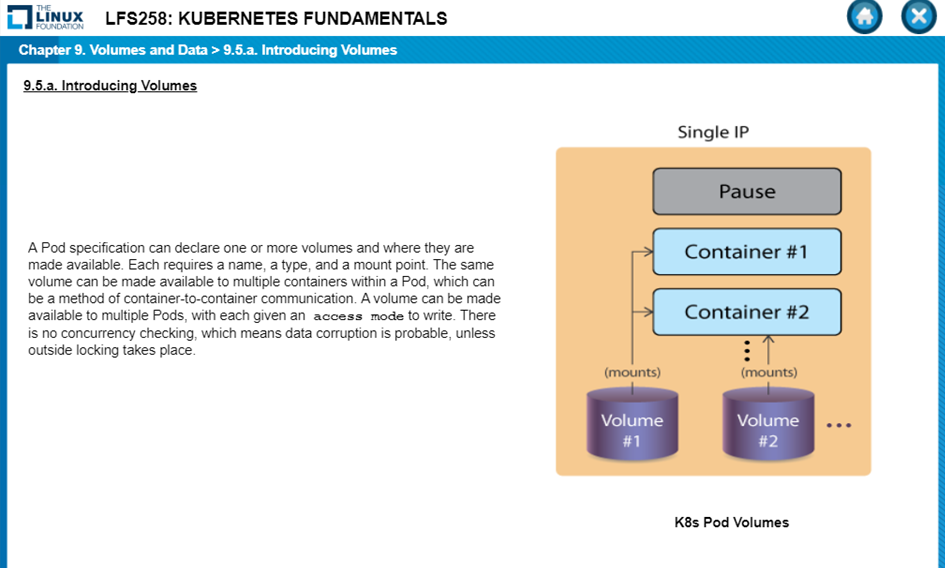 THE
LINUX
FOUNDATION
LFS258: KUBERNETES FUNDAMENTALS
Chapter 9. Volumes and Data > 9.5.a. Introducing Volumes
9.5.a. Introducing Volumes
A Pod specification can declare one or more volumes and where they are
made available. Each requires a name, a type, and a mount point. The same
volume can be made available to multiple containers within a Pod, which can
be a method of container-to-container communication. A volume can be made
available to multiple Pods, with each given an access mode to write. There
is no concurrency checking, which means data corruption is probable, unless
outside locking takes place.
Single IP
Pause
Container #1
Container #2
(mounts)
(mounts)
Volume
#1
Volume
#2
K8s Pod Volumes